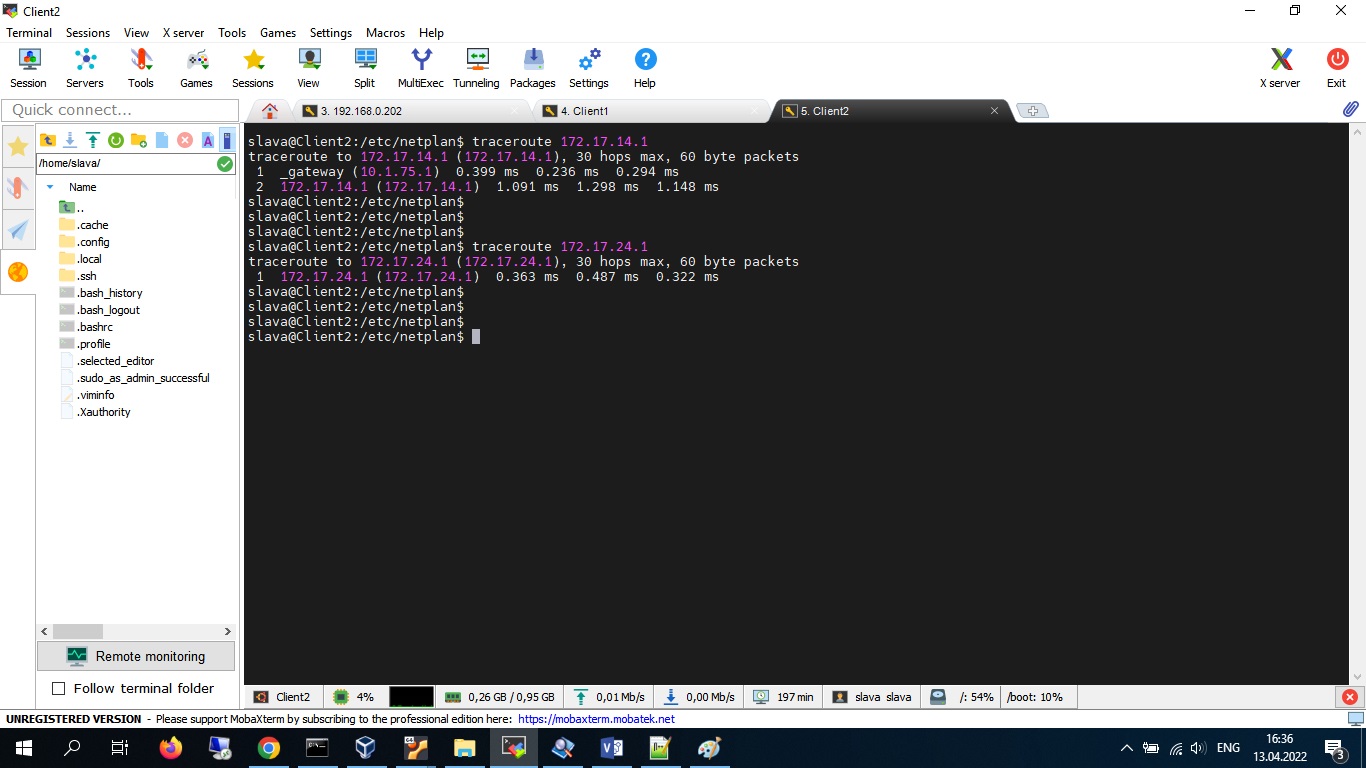 Client2
Terminal Sessions View X server Tools Games Settings Macros Help
Session Servers Tools Games Sessions View Split MultiExec Tunneling Packages Settings Help X server Exit
Quick connect...
3. 192.168.0.202
4. Client1
5. Client2
/home/slava/
Name
..
.cache
.config
.local
.ssh
.bash_history
.bash_logout
.bashrc
.profile
.selected_editor
.sudo_as_admin_successful
.viminfo
.Xauthority
Remote monitoring
Follow terminal folder
slava@Client2:/etc/netplan$ traceroute 172.17.14.1
traceroute to 172.17.14.1 (172.17.14.1), 30 hops max, 60 byte packets
1 _gateway (10.1.75.1) 0.399 ms 0.236 ms 0.294 ms
2 172.17.14.1 (172.17.14.1) 1.091 ms 1.298 ms 1.148 ms
slava@Client2:/etc/netplan$
slava@Client2:/etc/netplan$
slava@Client2:/etc/netplan$
slava@Client2:/etc/netplan$ traceroute 172.17.24.1
traceroute to 172.17.24.1 (172.17.24.1), 30 hops max, 60 byte packets
1 172.17.24.1 (172.17.24.1) 0.363 ms 0.487 ms 0.322 ms
slava@Client2:/etc/netplan$
slava@Client2:/etc/netplan$
slava@Client2:/etc/netplan$
slava@Client2:/etc/netplan$
Client2 4% 0,26 GB / 0,95 GB 0,01 Mb/s 0,00 Mb/s 197 min slava slava /: 54% /boot: 10%
UNREGISTERED VERSION - Please support MobaXterm by subscribing to the professional edition here: https://mobaxterm.mobatek.net
ENG
16:36
13.04.2022
3